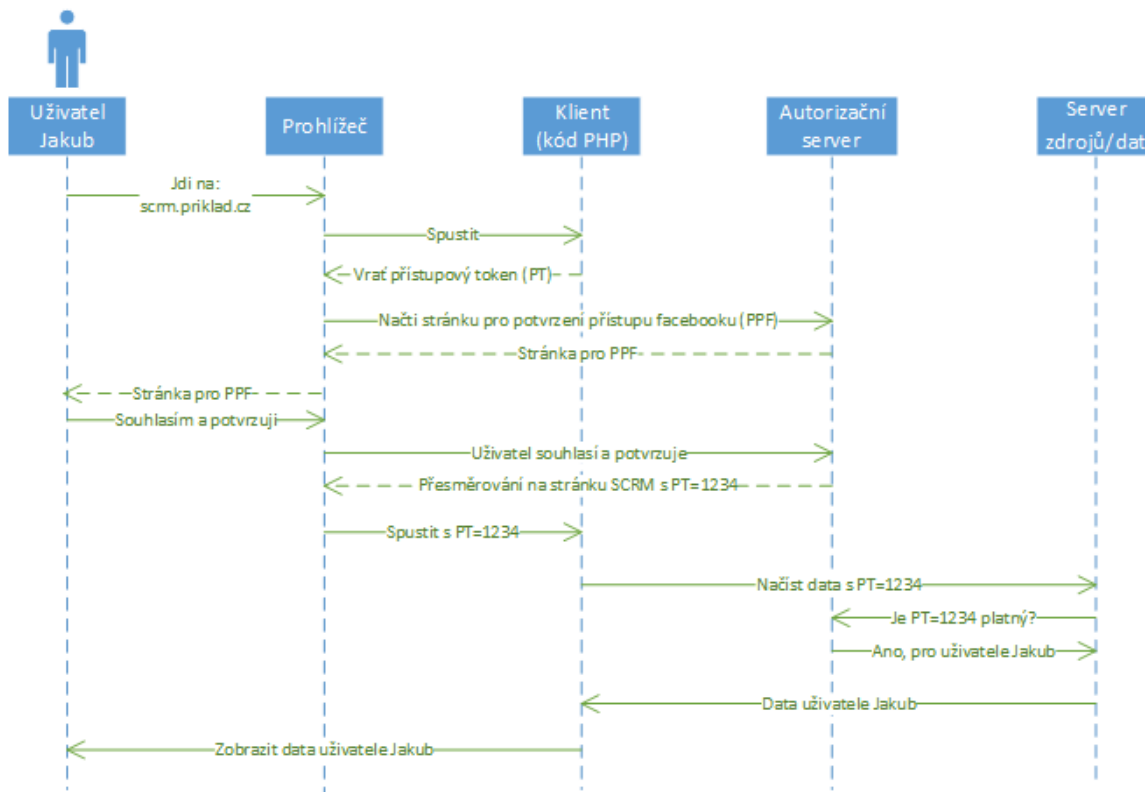 Uživatel
Jakub
Prohlížeč
Klient
(kód PHP)
Autorizační
server
Server
zdrojů/dat
Jdi na:
scrm.priklad.cz
Spustit
Vrať přístupový token (PT)
Načti stránku pro potvrzení přístupu facebooku (PPF)
Stránka pro PPF
Stránka pro PPF
Souhlasím a potvrzuji
Uživatel souhlasí a potvrzuje
Přesměrování na stránku SCRM s PT=1234
Spustit s PT=1234
Načíst data s PT=1234
Je PT=1234 platný?
Ano, pro uživatele Jakub
Data uživatele Jakub
Zobrazit data uživatele Jakub